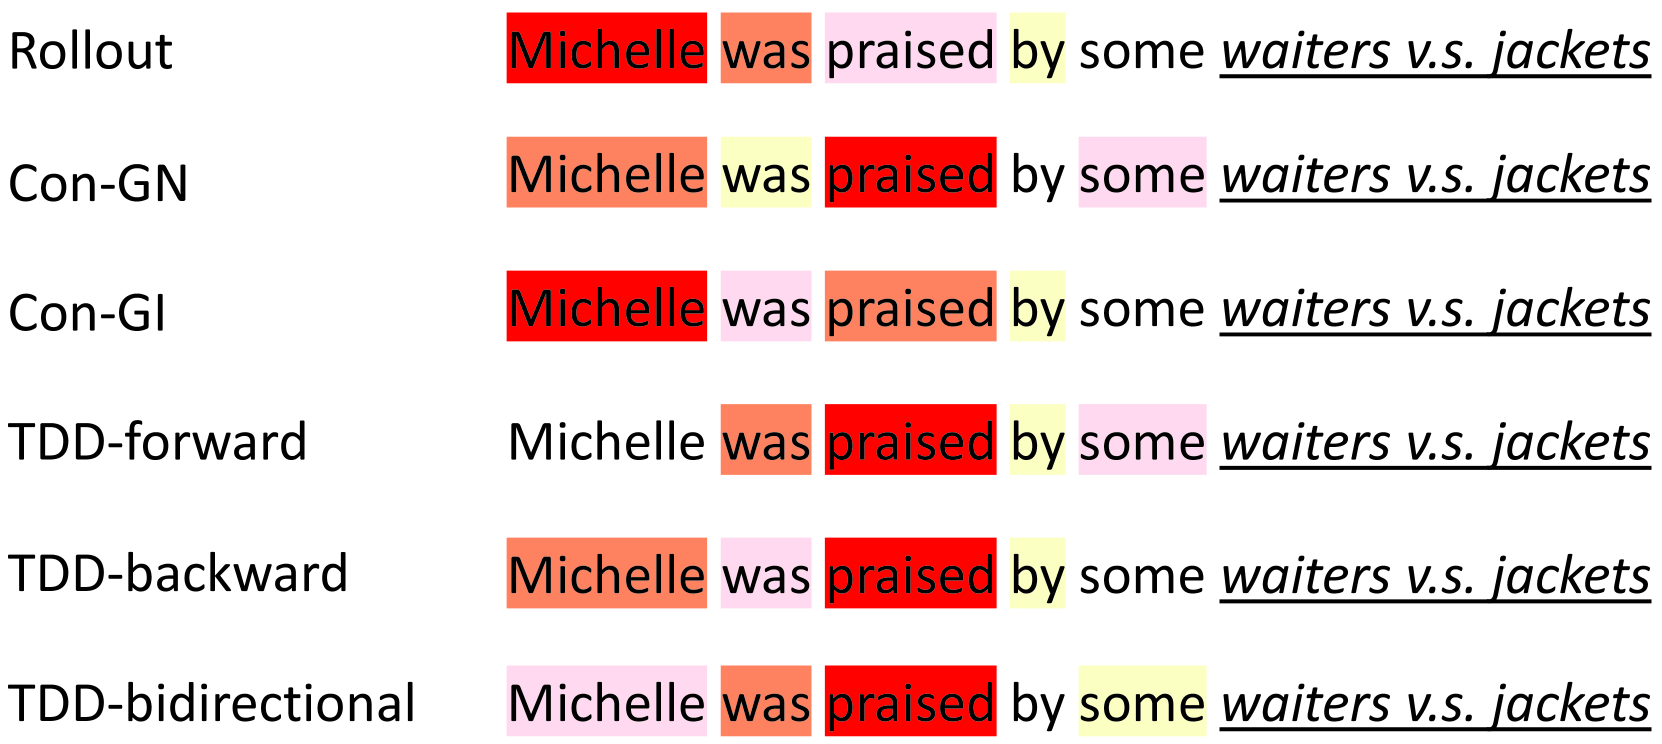 Rollout Michelle was praised by some waiters v.s. jackets
Con-GN Michelle was praised by some waiters v.s. jackets
Con-GI Michelle was praised by some waiters v.s. jackets
TDD-forward Michelle was praised by some waiters v.s. jackets
TDD-backward Michelle was praised by some waiters v.s. jackets
TDD-bidirectional Michelle was praised by some waiters v.s. jackets